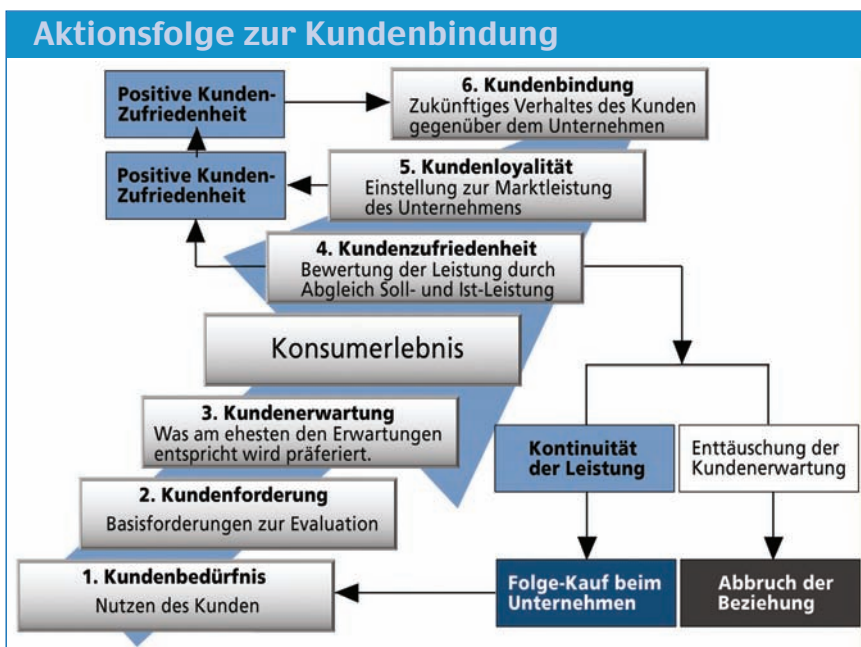 Aktionsfolge zur Kundenbindung
Positive Kunden-
Zufriedenheit
6. Kundenbindung
Zukünftiges Verhaltes des Kunden
gegenüber dem Unternehmen
Positive Kunden-
Zufriedenheit
5. Kundenloyalität
Einstellung zur Marktleistung
des Unternehmens
4. Kundenzufriedenheit
Bewertung der Leistung durch
Abgleich Soll- und Ist-Leistung
Konsumerlebnis
3. Kundenerwartung
Was am ehesten den Erwartungen
entspricht wird präferiert.
Kontinuität
der Leistung
Enttäuschung der
Kundenerwartung
2. Kundenforderung
Basisforderungen zur Evaluation
1. Kundenbedürfnis
Nutzen des Kunden
Folge-Kauf beim
Unternehmen
Abbruch der
Beziehung